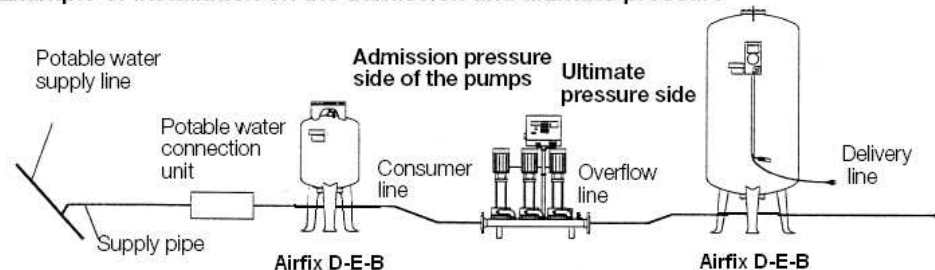 Potable water
supply line
Potable water
connection
unit
Supply pipe
Admission pressure
side of the pumps
Consumer
line
Ultimate
pressure side
Overflow
line
Delivery
line
Airfix D-E-B
Airfix D-E-B